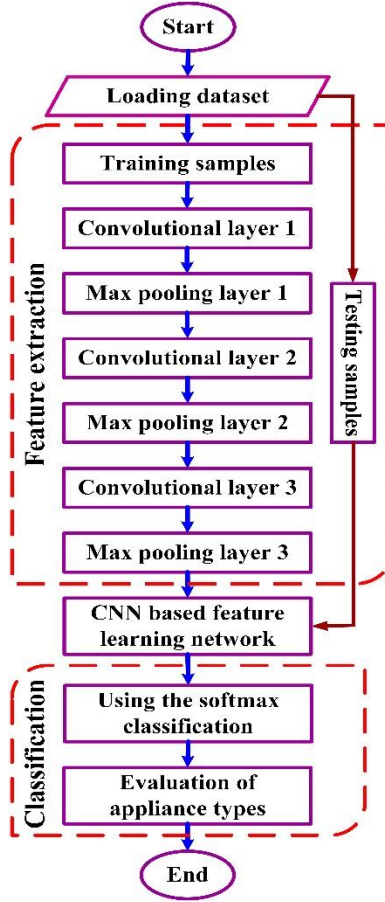 Start
Loading dataset
Training samples
Convolutional layer 1
Max pooling layer 1
Convolutional layer 2
Max pooling layer 2
Convolutional layer 3
Max pooling layer 3
Feature extraction
Testing samples
CNN based feature
learning network
Using the softmax
classification
Evaluation of
appliance types
Classification
End